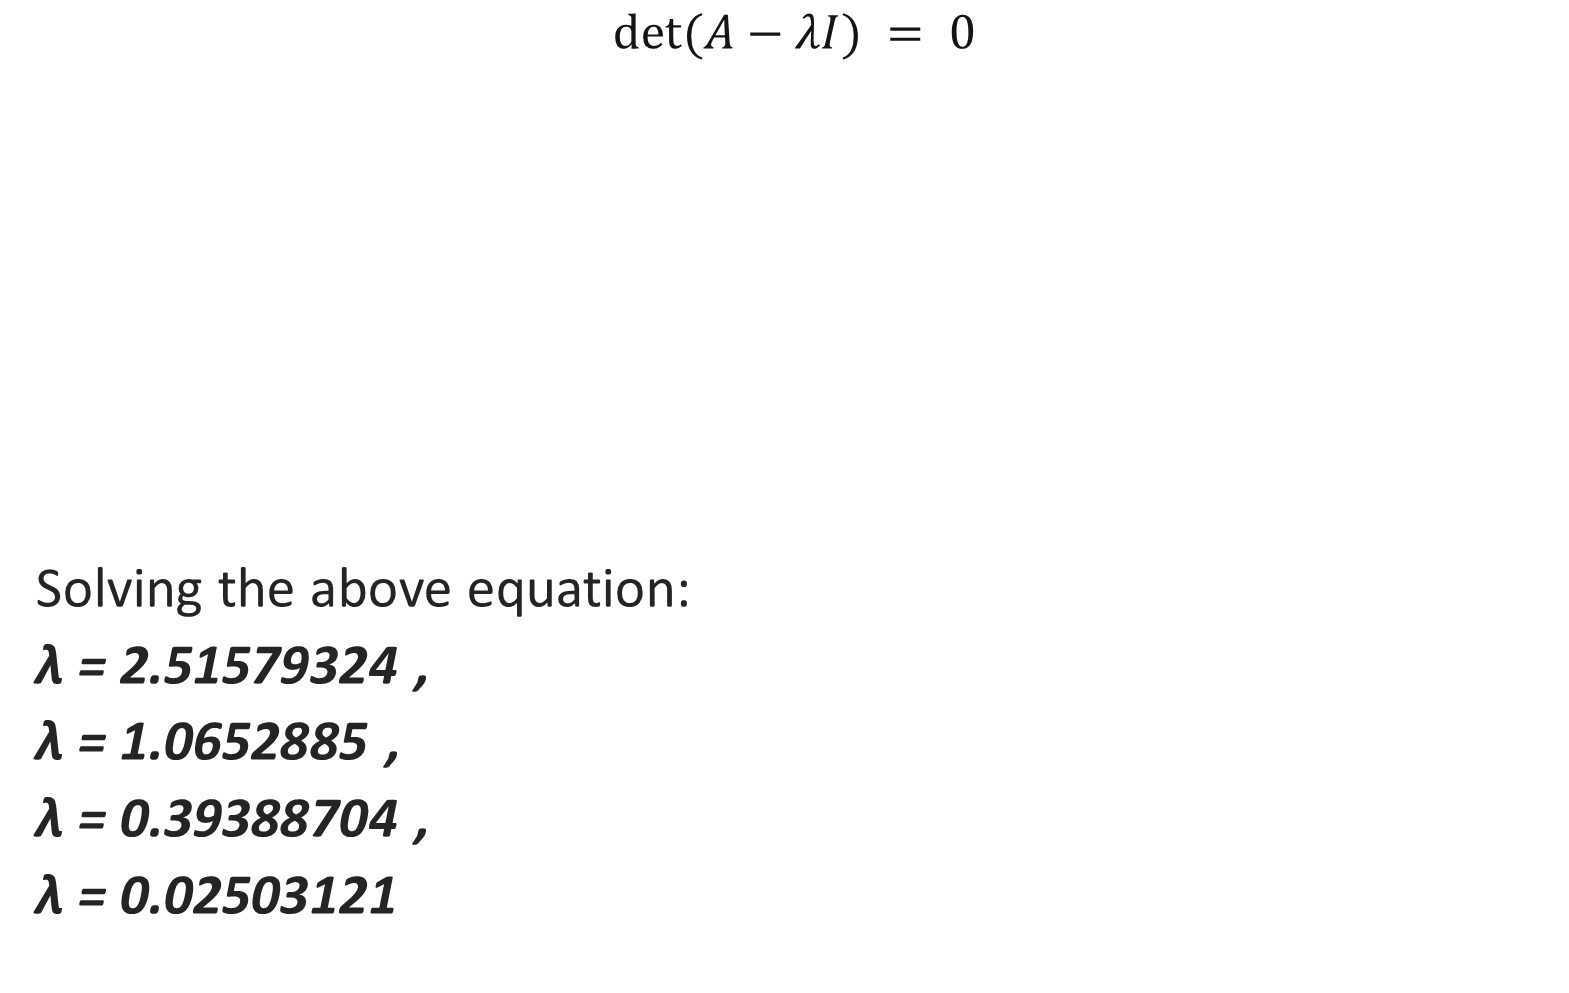 det(A − λI) = 0
Solving the above equation:
λ = 2.51579324 ,
λ = 1.0652885 ,
λ = 0.39388704 ,
λ = 0.02503121